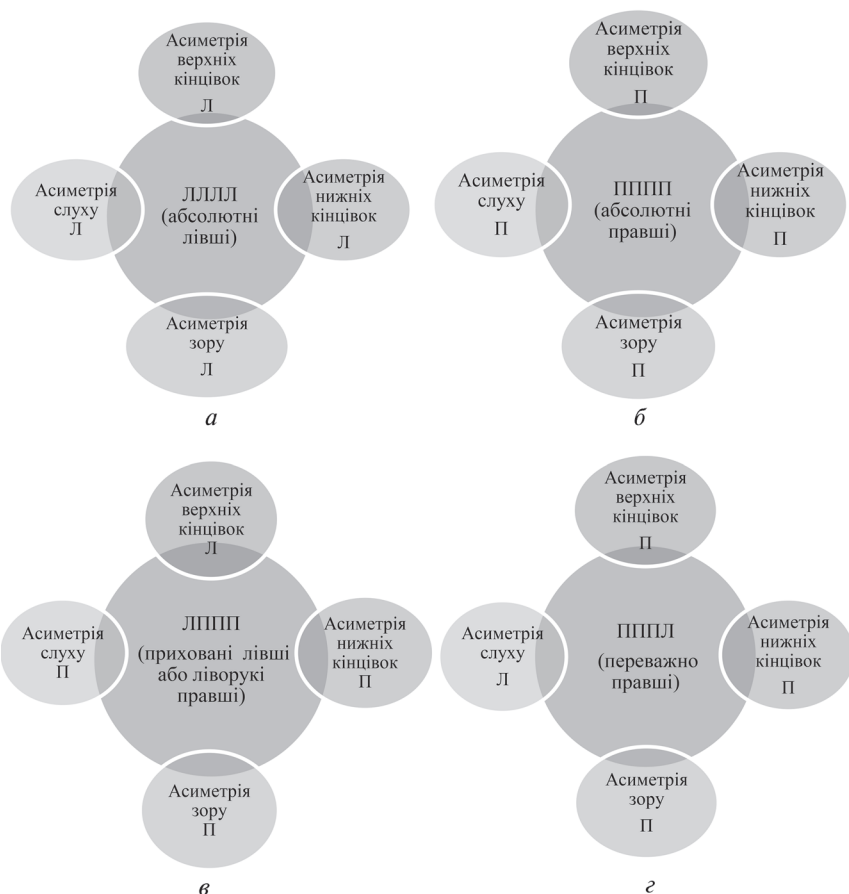 Асиметрія
верхніх
кінцівок
Л
Асиметрія
слуху
Л
ЛЛЛЛ
(абсолютні
лівші)
Асиметрія
нижніх
кінцівок
Л
Асиметрія
зору
Л
а
Асиметрія
верхніх
кінцівок
П
Асиметрія
слуху
П
ПППП
(абсолютні
правші)
Асиметрія
нижніх
кінцівок
П
Асиметрія
зору
П
б
Асиметрія
верхніх
кінцівок
Л
Асиметрія
слуху
П
ЛППП
(приховані лівші
або ліворукі
правші)
Асиметрія
нижніх
кінцівок
П
Асиметрія
зору
П
в
Асиметрія
верхніх
кінцівок
П
Асиметрія
слуху
Л
ПППЛ
(переважно
правші)
Асиметрія
нижніх
кінцівок
П
Асиметрія
зору
П
г